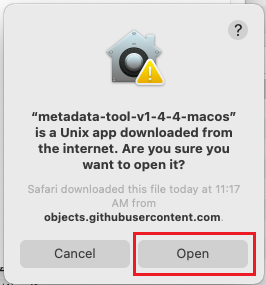 ?
“metadata-tool-v1-4-4-macos”
is a Unix app downloaded from
the internet. Are you sure you
want to open it?
Safari downloaded this file today at 11:17
AM from
objects.githubusercontent.com.
Cancel
Open